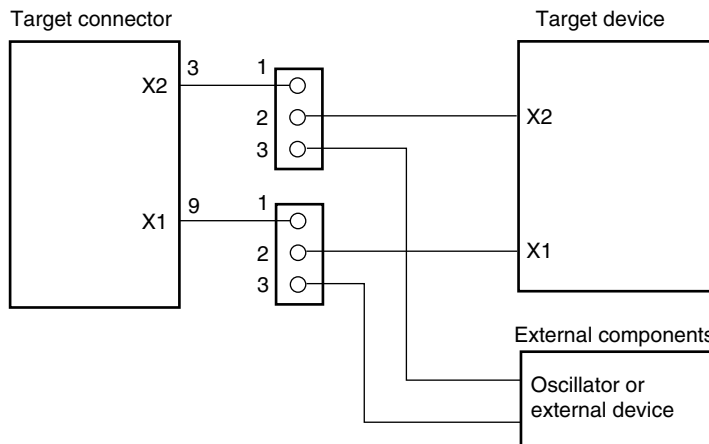 Target connector
Target device
X2
3
1
2
3
X2
X1
9
1
2
3
X1
External components
Oscillator or
external device